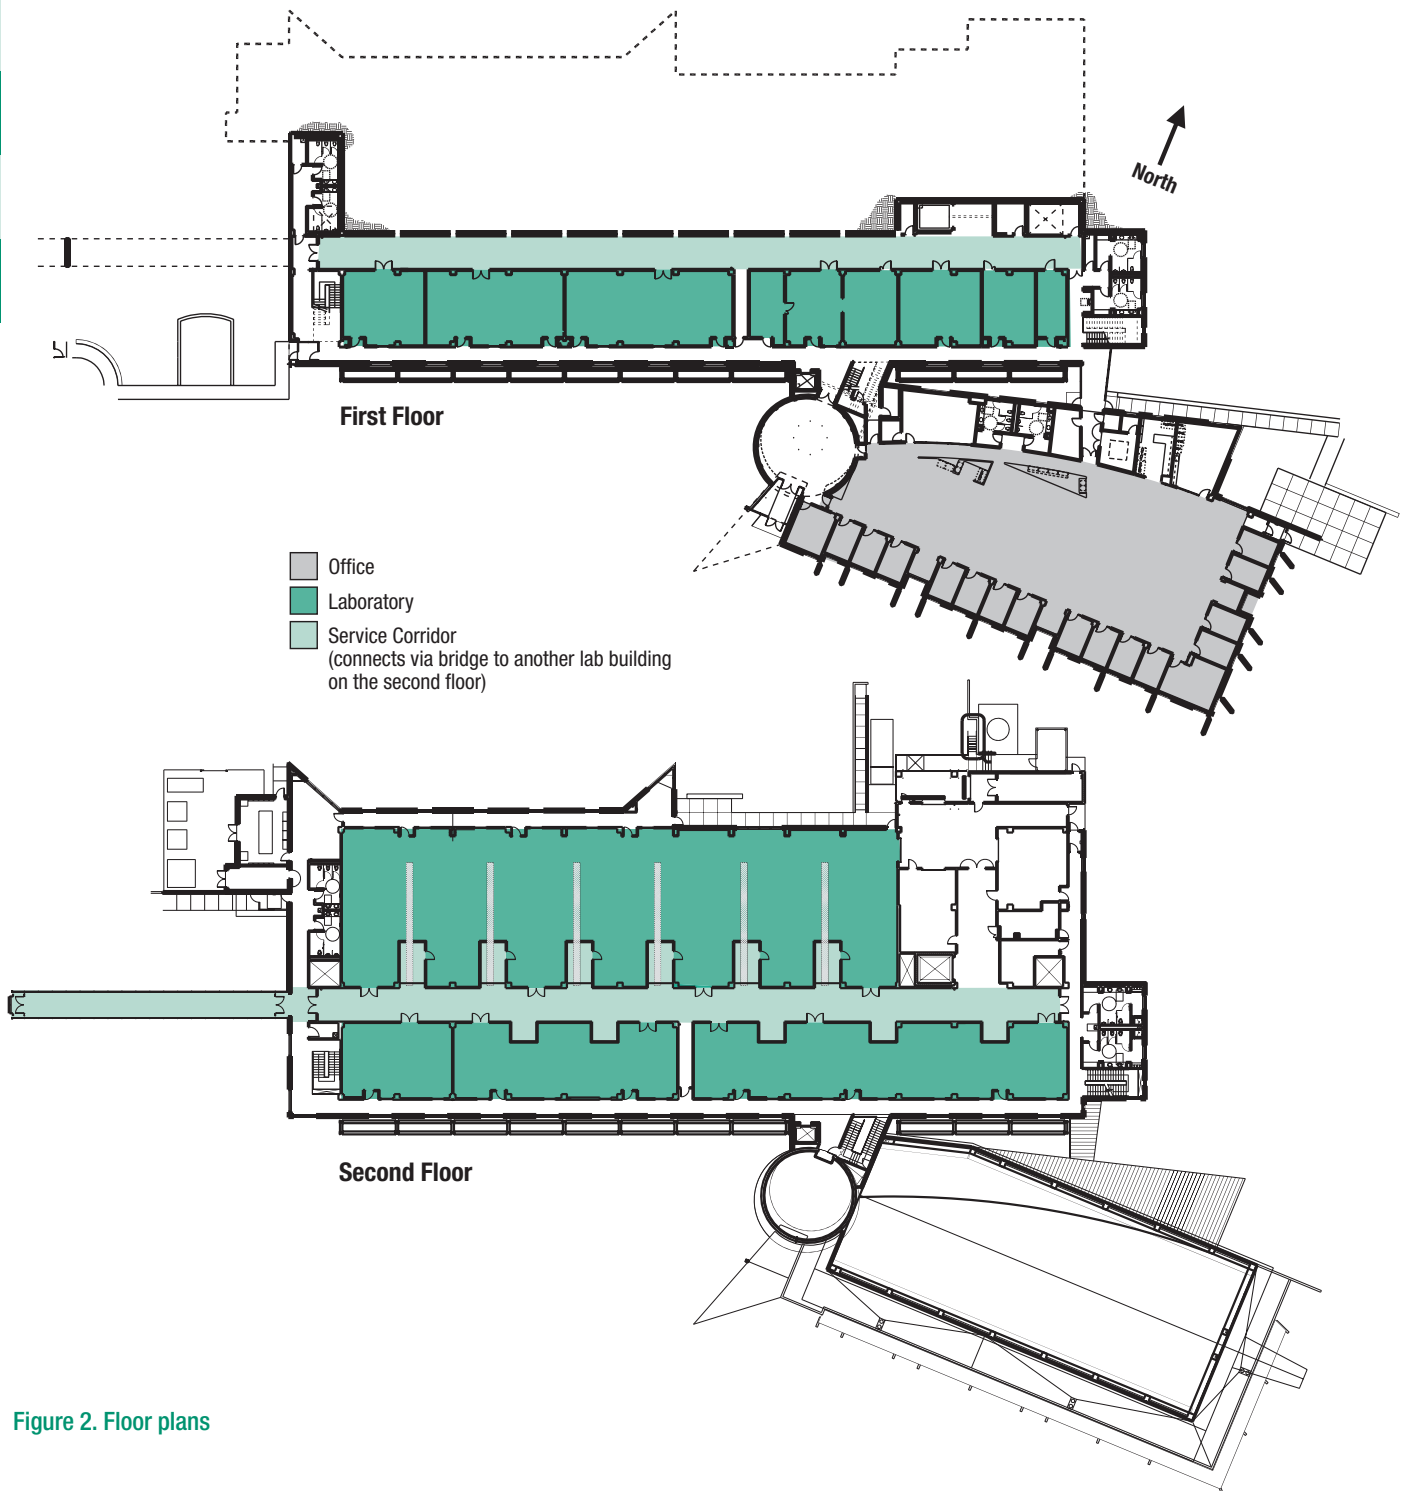 North
First Floor
Office
Laboratory
Service Corridor
(connects via bridge to another lab building
on the second floor)
Second Floor
Figure 2. Floor plans